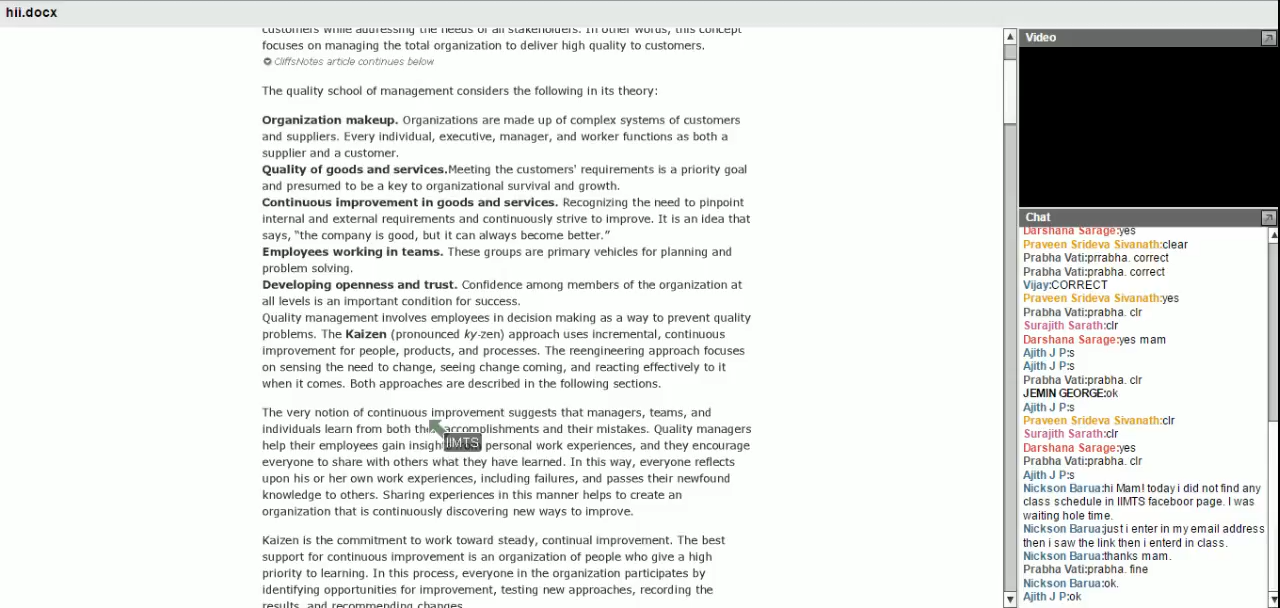 hii.docx
customers while addressing the needs of all stakeholders. In other words, this concept
focuses on managing the total organization to deliver high quality to customers.
CliffsNotes article continues below
The quality school of management considers the following in its theory:
Organization makeup. Organizations are made up of complex systems of customers
and suppliers. Every individual, executive, manager, and worker functions as both a
supplier and a customer.
Quality of goods and services.Meeting the customers' requirements is a priority goal
and presumed to be a key to organizational survival and growth.
Continuous improvement in goods and services. Recognizing the need to pinpoint
internal and external requirements and continuously strive to improve. It is an idea that
says, “the company is good, but it can always become better.”
Employees working in teams. These groups are primary vehicles for planning and
problem solving.
Developing openness and trust. Confidence among members of the organization at
all levels is an important condition for success.
Quality management involves employees in decision making as a way to prevent quality
problems. The Kaizen (pronounced ky-zen) approach uses incremental, continuous
improvement for people, products, and processes. The reengineering approach focuses
on sensing the need to change, seeing change coming, and reacting effectively to it
when it comes. Both approaches are described in the following sections.
The very notion of continuous improvement suggests that managers, teams, and
individuals learn from both accomplishments and their mistakes. Quality managers
help their employees gain personal work experiences, and they encourage
IIMTS
everyone to share with others what they have learned. In this way, everyone reflects
upon his or her own work experiences, including failures, and passes their newfound
knowledge to others. Sharing experiences in this manner helps to create an
organization that is continuously discovering new ways to improve.
Kaizen is the commitment to work toward steady, continual improvement. The best
support for continuous improvement is an organization of people who give a high
priority to learning. In this process, everyone in the organization participates by
identifying opportunities for improvement, testing new approaches, recording the
results, and recommending changes.
Video
Chat
Darshana Sarage:yes
Praveen Srideva Sivanath:clear
Prabha Vati:prrabha. correct
Prabha Vati:prabha. correct
Vijay:CORRECT
Praveen Srideva Sivanath:yes
Prabha Vati:prabha. clr
Surajith Sarath:clr
Darshana Sarage:yes mam
Ajith J P:s
Ajith J P:s
Prabha Vati:prabha. clr
JEMIN GEORGE:ok
Ajith J P:s
Praveen Srideva Sivanath:clr
Surajith Sarath:clr
Darshana Sarage:yes
Prabha Vati:prabha. clr
Ajith J P:s
Nickson Barua:hi Mam! today i did not find any
class schedule in IIMTS faceboor page. I was
waiting hole time.
Nickson Barua:just i enter in my email address
then i saw the link then i enterd in class.
Nickson Barua:thanks mam.
Prabha Vati:prabha. fine
Nickson Barua:ok.
Ajith J P:ok